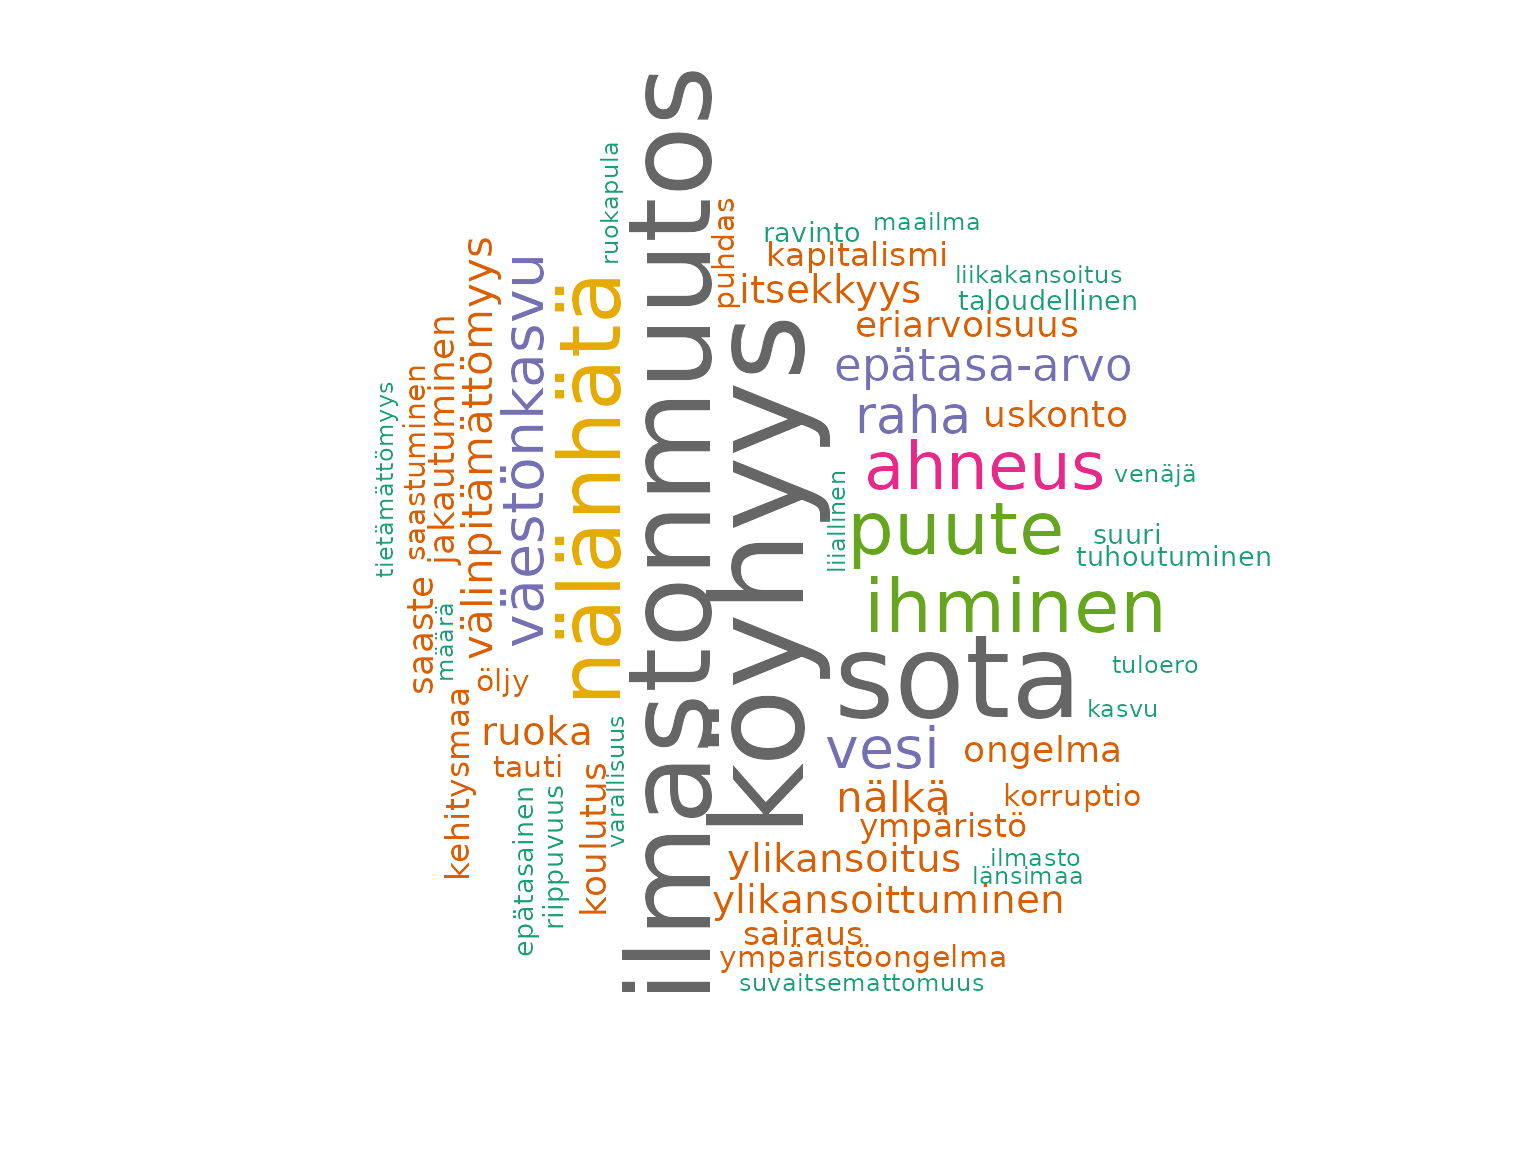 tietämättömyys
saastuminen
saaste
jakautuminen
määrä
kehitysmaa
välinpitämättömyys
öljy
väestönkasvu
ruoka
tauti
epätasainen
riippuvuus
nälänhätä
ruokapula
koulutus
varallisuus
ilmastonmuutos
puhdas
köyhyys
maailma
ravinto
kapitalismi
liikakansoitus
itsekkyys
taloudellinen
eriarvoisuus
epätasa-arvo
raha
uskonto
ahneus
venäjä
liiallinen
puute
suuri
tuhoutuminen
ihminen
sota
tuloero
kasvu
vesi
ongelma
nälkä
korruptio
ympäristö
ylikansoitus
ilmasto
länsimaa
ylikansoittuminen
sairaus
ympäristöongelma
suvaitsemattomuus